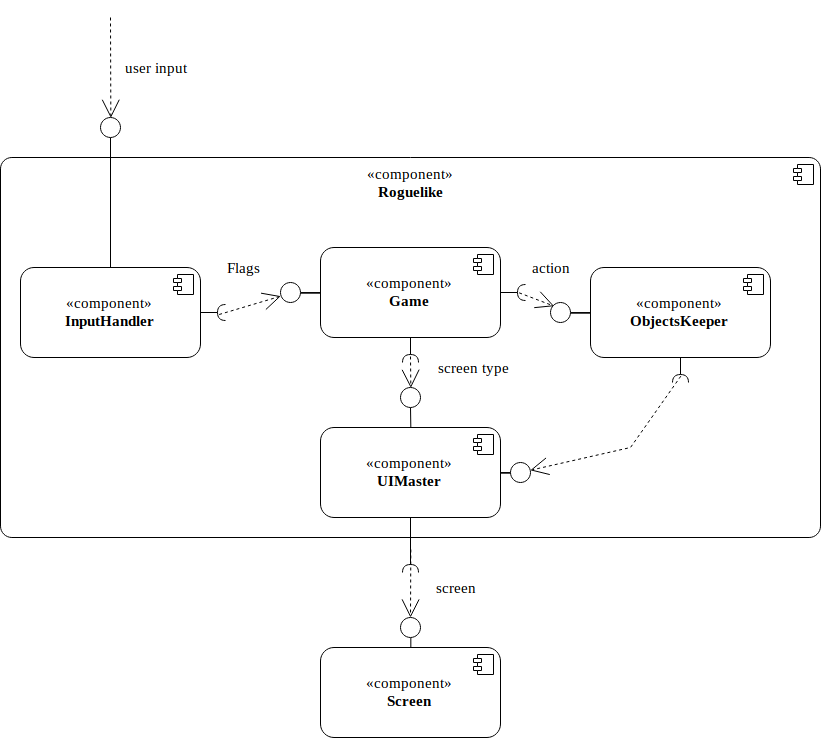 user input
«component»
Roguelike
Flags
action
«component»
Game
«component»
InputHandler
«component»
ObjectsKeeper
screen type
«component»
UIMaster
screen
«component»
Screen